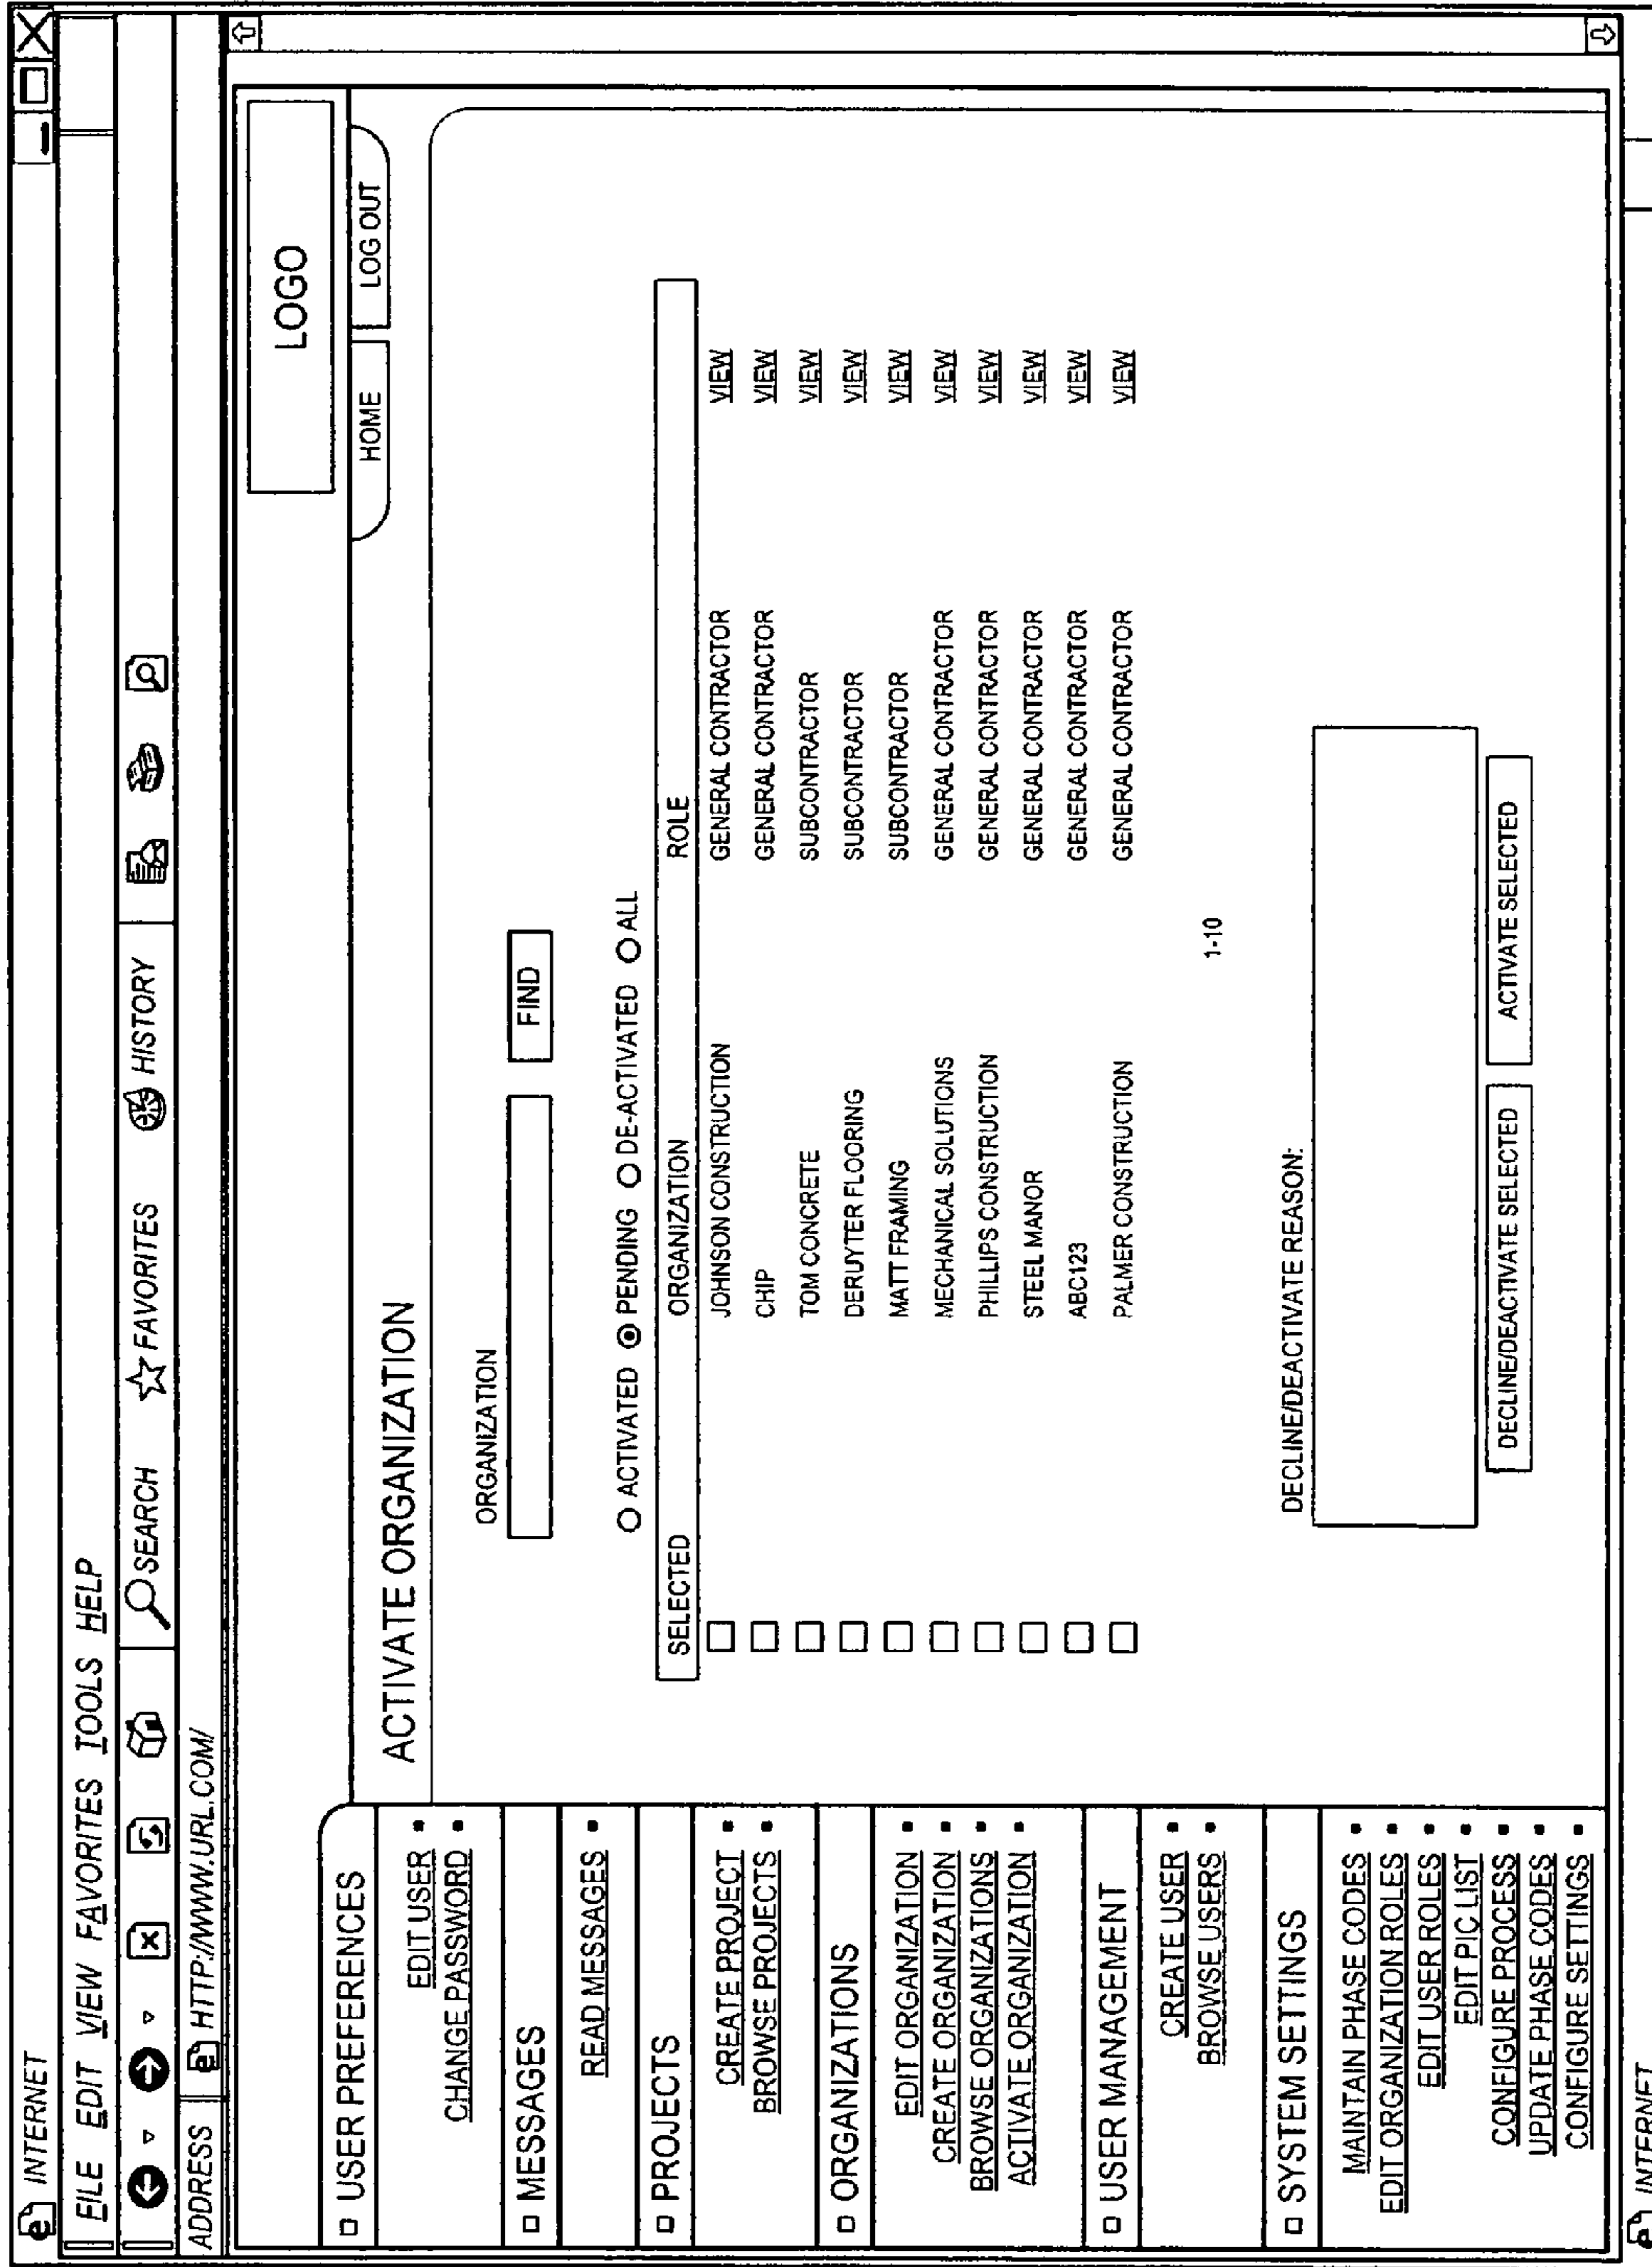 INTERNET
FILE EDIT VIEW FAVORITES TOOLS HELP
SEARCH FAVORITES HISTORY
ADDRESS HTTP://WWW.URL.COM/
LOGO
HOME LOG OUT
USER PREFERENCES
EDIT USER
CHANGE PASSWORD
MESSAGES
READ MESSAGES
PROJECTS
CREATE PROJECT
BROWSE PROJECTS
ORGANIZATIONS
EDIT ORGANIZATION
CREATE ORGANIZATION
BROWSE ORGANIZATIONS
ACTIVATE ORGANIZATION
USER MANAGEMENT
CREATE USER
BROWSE USERS
SYSTEM SETTINGS
MAINTAIN PHASE CODES
EDIT ORGANIZATION ROLES
EDIT USER ROLES
EDIT PIC LIST
CONFIGURE PROCESS
UPDATE PHASE CODES
CONFIGURE SETTINGS
ACTIVATE ORGANIZATION
ORGANIZATION
FIND
ACTIVATED PENDING DE-ACTIVATED ALL
SELECTED ORGANIZATION ROLE
JOHNSON CONSTRUCTION GENERAL CONTRACTOR VIEW
CHIP GENERAL CONTRACTOR VIEW
TOM CONCRETE SUBCONTRACTOR VIEW
DERUYTER FLOORING SUBCONTRACTOR VIEW
MATT FRAMING SUBCONTRACTOR VIEW
MECHANICAL SOLUTIONS GENERAL CONTRACTOR VIEW
PHILLIPS CONSTRUCTION GENERAL CONTRACTOR VIEW
STEEL MANOR GENERAL CONTRACTOR VIEW
ABC123 GENERAL CONTRACTOR VIEW
PALMER CONSTRUCTION GENERAL CONTRACTOR VIEW
1-10
DECLINE/DEACTIVATE REASON:
DECLINE/DEACTIVATE SELECTED ACTIVATE SELECTED
INTERNET